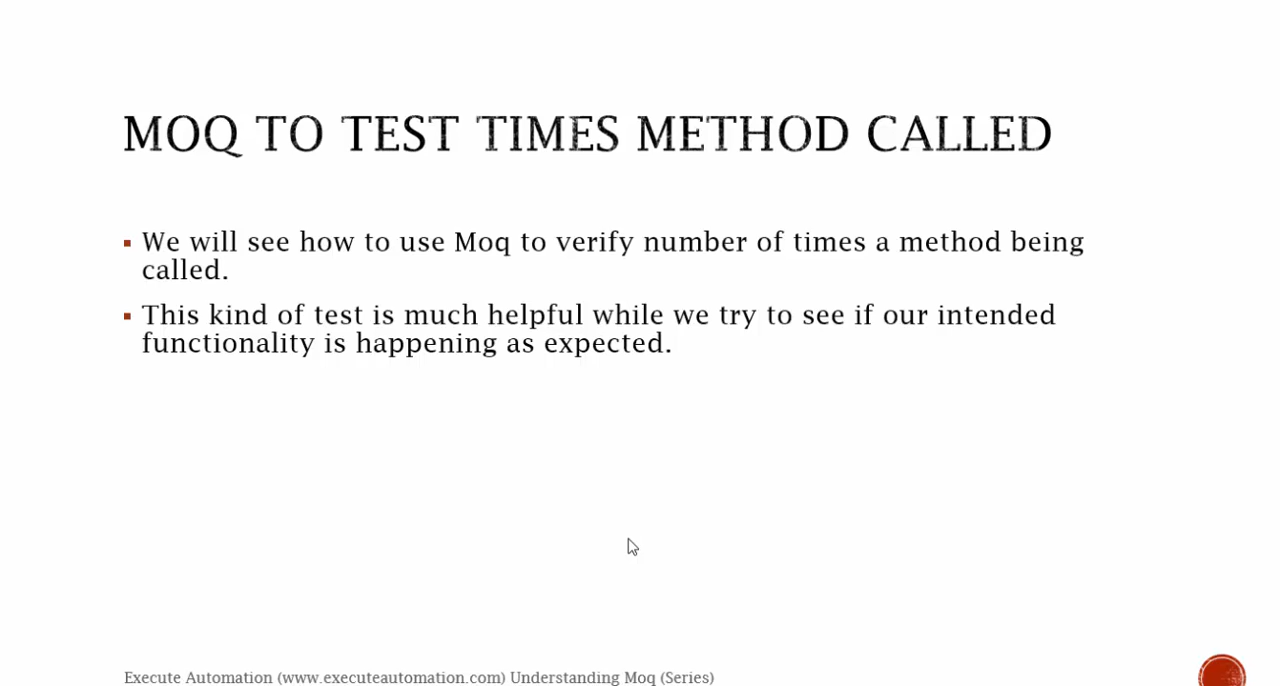 MOQ TO TEST TIMES METHOD CALLED
▪ We will see how to use Moq to verify number of times a method being
called.
▪ This kind of test is much helpful while we try to see if our intended
functionality is happening as expected.
Execute Automation (www.executeautomation.com) Understanding Moq (Series)